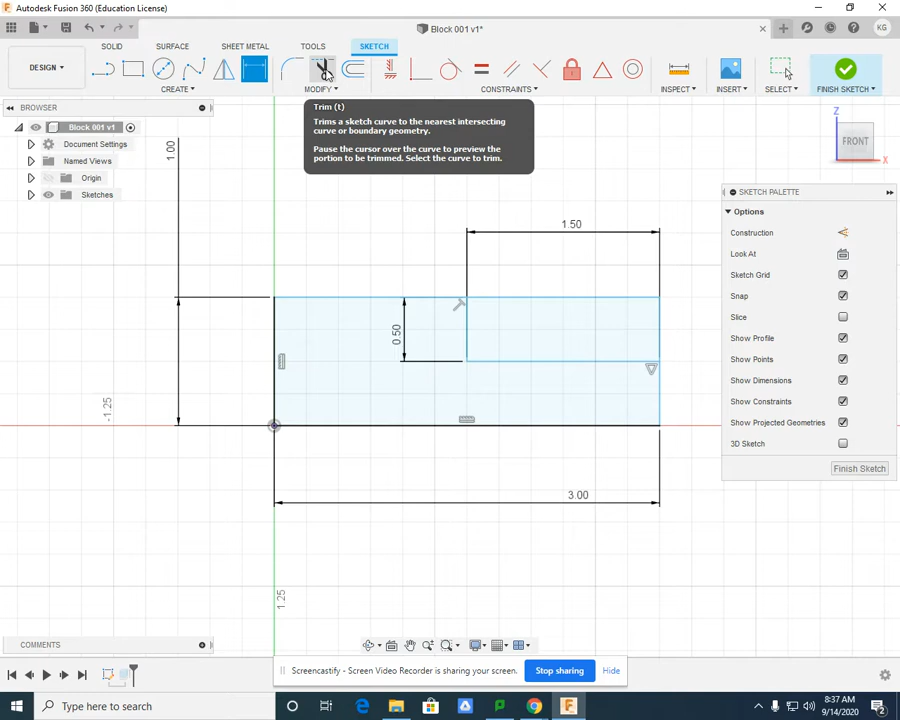 Autodesk Fusion 360 (Education License)
Block 001 v1*
KG
SOLID SURFACE SHEET METAL TOOLS SKETCH
DESIGN
CREATE MODIFY CONSTRAINTS INSPECT INSERT SELECT FINISH SKETCH
BROWSER
Block 001 v1
Document Settings
Named Views
Origin
Sketches
Trim (t)
Trims a sketch curve to the nearest intersecting
curve or boundary geometry.
Pause the cursor over the curve to preview the
portion to be trimmed. Select the curve to trim.
Z
FRONT
X
SKETCH PALETTE
Options
Construction
Look At
Sketch Grid
Snap
Slice
Show Profile
Show Points
Show Dimensions
Show Constraints
Show Projected Geometries
3D Sketch
Finish Sketch
1.00
1.50
0.50
-1.25
3.00
1.25
COMMENTS
Screencastify - Screen Video Recorder is sharing your screen.
Stop sharing
Hide
Type here to search
8:37 AM
9/14/2020
2